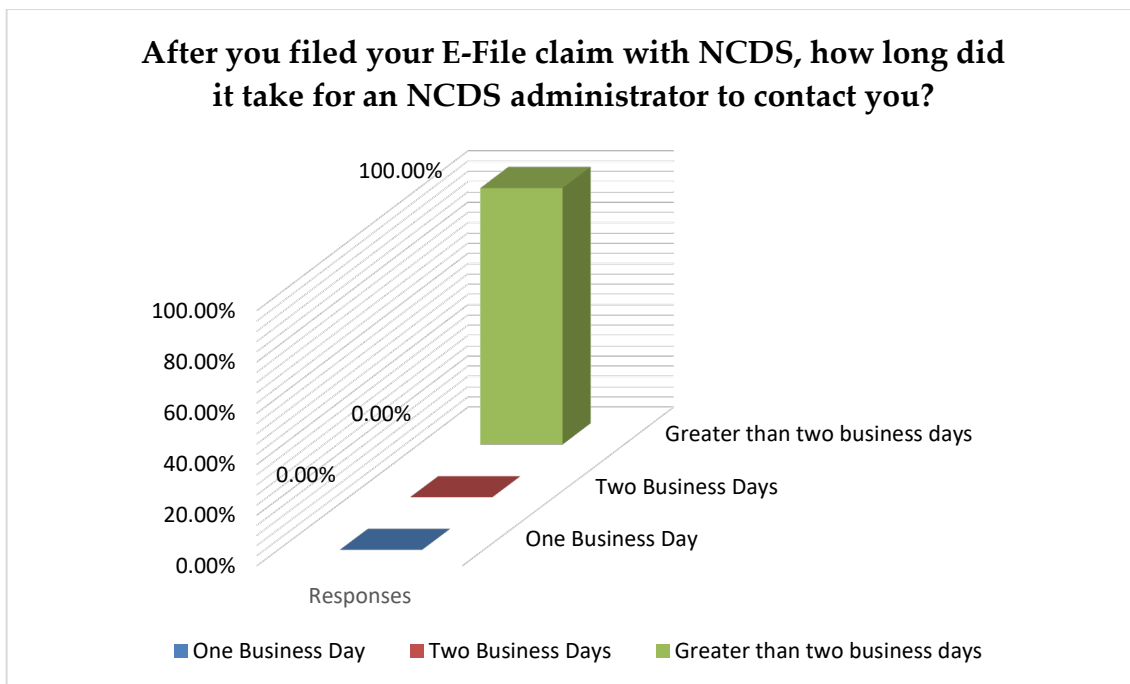 After you filed your E-File claim with NCDS, how long did
it take for an NCDS administrator to contact you?
100.00%
100.00%
80.00%
60.00%
40.00%
20.00%
0.00%
0.00%
0.00%
Greater than two business days
Two Business Days
One Business Day
Responses
One Business Day
Two Business Days
Greater than two business days